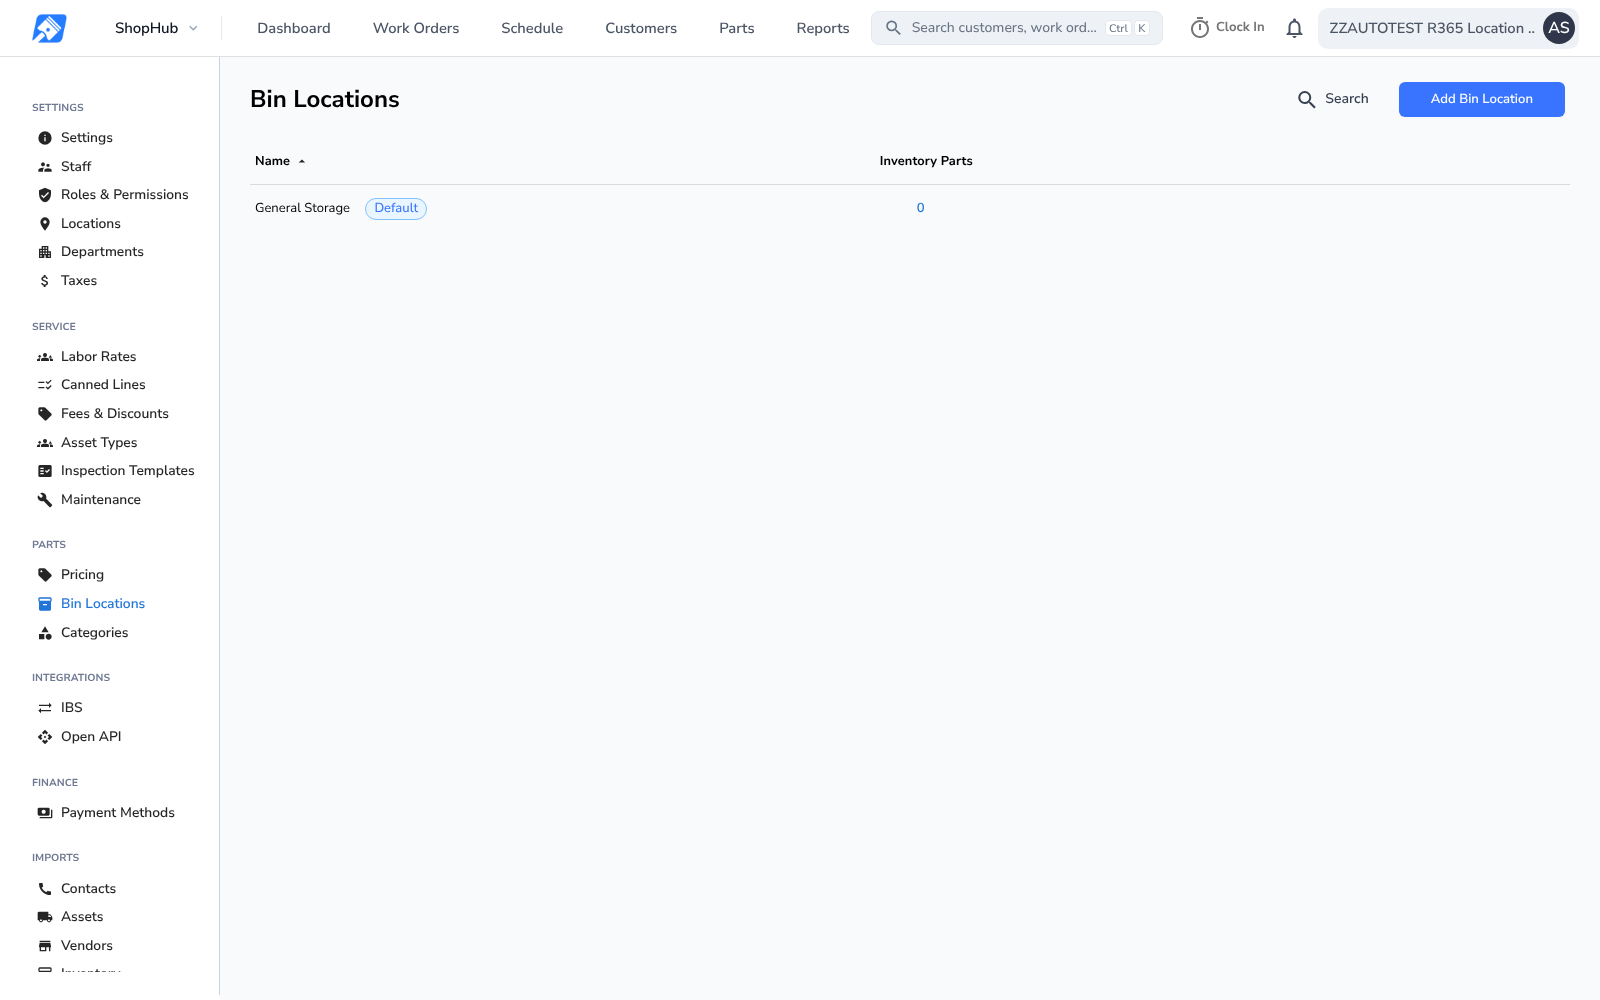 ShopHub
Dashboard
Work Orders
Schedule
Customers
Parts
Reports
Search customers, work ord...
Ctrl
K
Clock In
ZZAUTOTEST R365 Location ..
AS
SETTINGS
Settings
Staff
Roles & Permissions
Locations
Departments
Taxes
SERVICE
Labor Rates
Canned Lines
Fees & Discounts
Asset Types
Inspection Templates
Maintenance
PARTS
Pricing
Bin Locations
Categories
INTEGRATIONS
IBS
Open API
FINANCE
Payment Methods
IMPORTS
Contacts
Assets
Vendors
Bin Locations
Search
Add Bin Location
Name
Inventory Parts
General Storage
Default
0